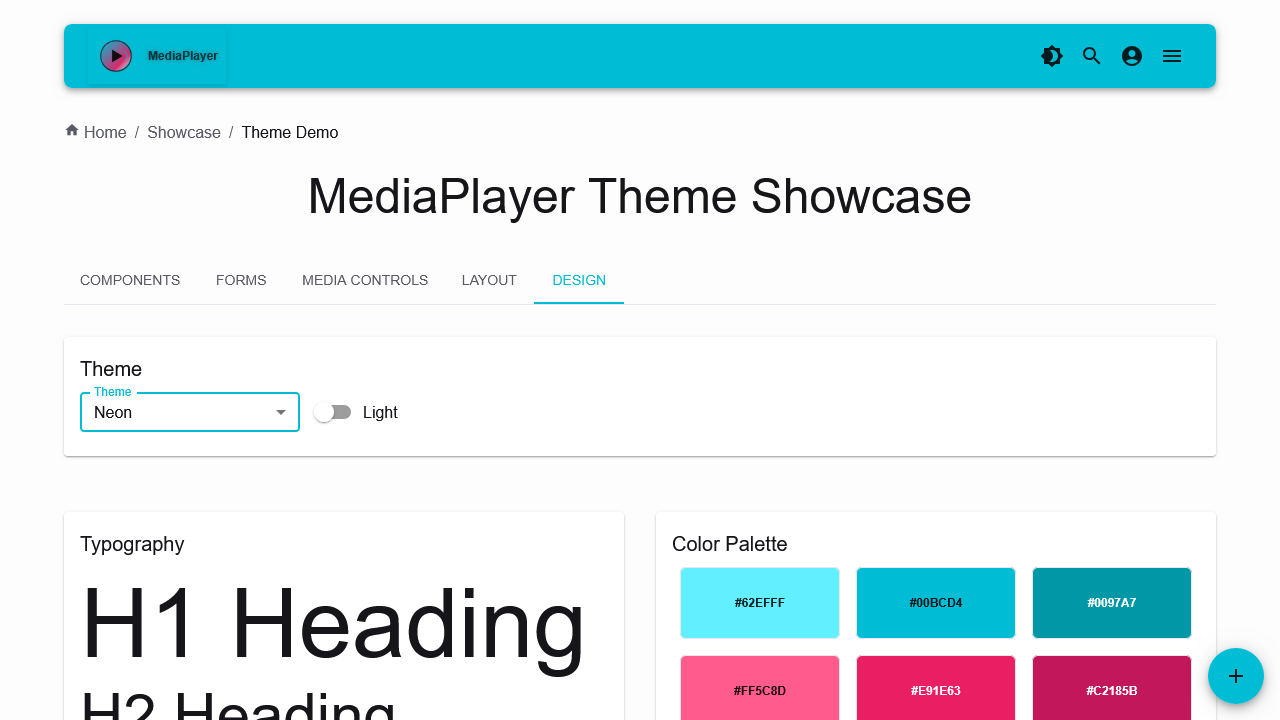 MediaPlayer
Home / Showcase / Theme Demo
MediaPlayer Theme Showcase
COMPONENTS FORMS MEDIA CONTROLS LAYOUT DESIGN
Theme
Theme
Neon Light
Typography
H1 Heading
H2 Heading
Color Palette
#62EFFF #00BCD4 #0097A7
#FF5C8D #E91E63 #C2185B